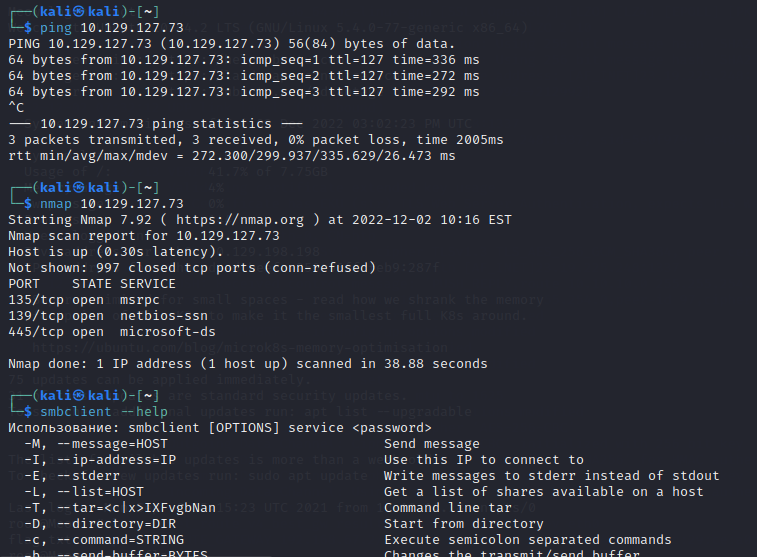 ┌──(kali㉿kali)-[~]
└─$ ping 10.129.127.73
PING 10.129.127.73 (10.129.127.73) 56(84) bytes of data.
64 bytes from 10.129.127.73: icmp_seq=1 ttl=127 time=336 ms
64 bytes from 10.129.127.73: icmp_seq=2 ttl=127 time=272 ms
64 bytes from 10.129.127.73: icmp_seq=3 ttl=127 time=292 ms
^C
--- 10.129.127.73 ping statistics ---
3 packets transmitted, 3 received, 0% packet loss, time 2005ms
rtt min/avg/max/mdev = 272.300/299.937/335.629/26.473 ms
┌──(kali㉿kali)-[~]
└─$ nmap 10.129.127.73
Starting Nmap 7.92 ( https://nmap.org ) at 2022-12-02 10:16 EST
Nmap scan report for 10.129.127.73
Host is up (0.30s latency).
Not shown: 997 closed tcp ports (conn-refused)
PORT    STATE SERVICE
135/tcp open  msrpc
139/tcp open  netbios-ssn
445/tcp open  microsoft-ds
https://ubuntu.com/blog/microk8s-memory-optimisation
Nmap done: 1 IP address (1 host up) scanned in 38.88 seconds
┌──(kali㉿kali)-[~]
└─$ smbclient --help
Использование: smbclient [OPTIONS] service <password>
-M, --message=HOST                           Send message
-I, --ip-address=IP                          Use this IP to connect to
-E, --stderr                                 Write messages to stderr instead of stdout
-L, --list=HOST                              Get a list of shares available on a host
-T, --tar=<c|x>IXFvgbNan                     Command line tar
-D, --directory=DIR                          Start from directory
-c, --command=STRING                         Execute semicolon separated commands
-b, --send-buffer=BYTES                      Changes the transmit/send buffer